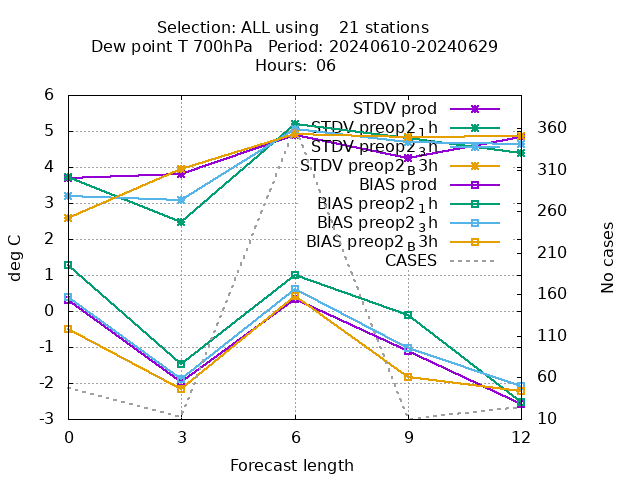 Selection: ALL using    21 stations
Dew point T 700hPa   Period: 20240610-20240629
Hours: 06
6
5
4
3
2
1
0
-1
-2
-3
deg C
STDV prod
STDV preop2₁h
STDV preop2₃h
STDV preop2_B3h
BIAS prod
BIAS preop2₁h
BIAS preop2₃h
BIAS preop2_B3h
CASES
360
310
260
210
160
110
60
10
No cases
0 3 6 9 12
Forecast length